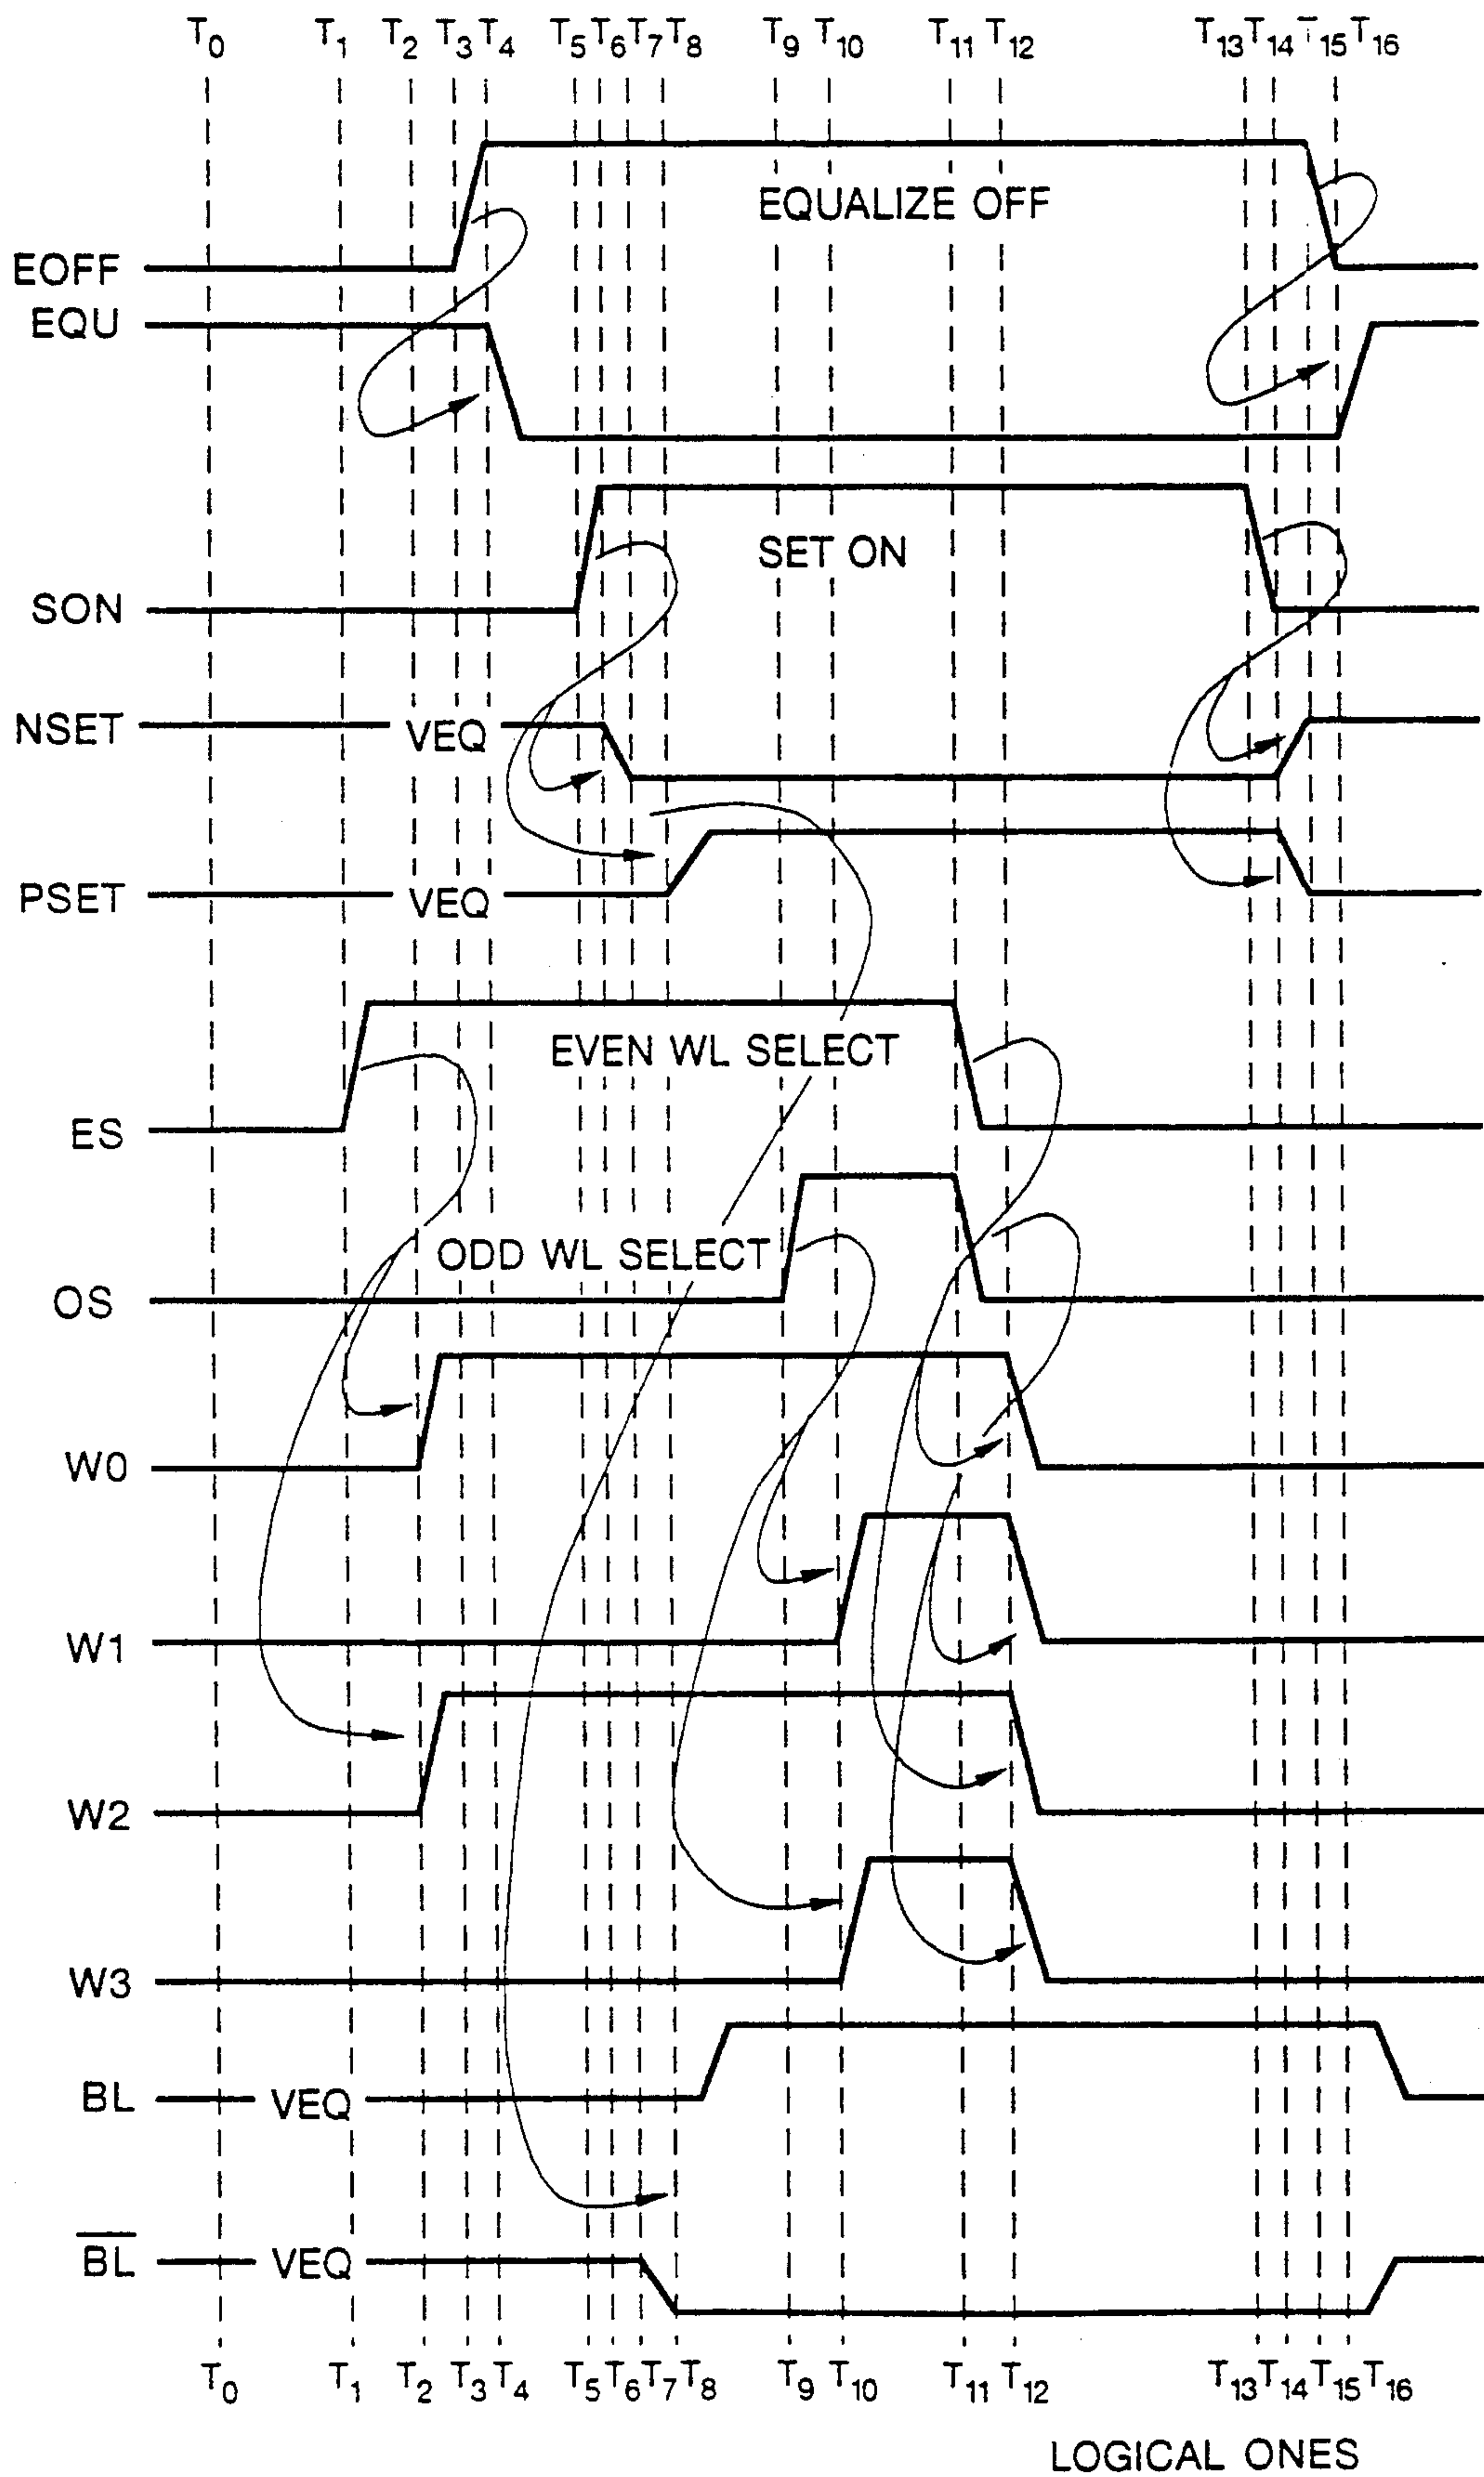 T0 T1 T2 T3 T4 T5 T6 T7 T8 T9 T10 T11 T12 T13 T14 T15 T16
EQUALIZE OFF
EOFF
EQU
SET ON
SON
NSET VEQ
PSET VEQ
EVEN WL SELECT
ES
ODD WL SELECT
OS
W0
W1
W2
W3
BL VEQ
B̅L̅ VEQ
T0 T1 T2 T3 T4 T5 T6 T7 T8 T9 T10 T11 T12 T13 T14 T15 T16
LOGICAL ONES